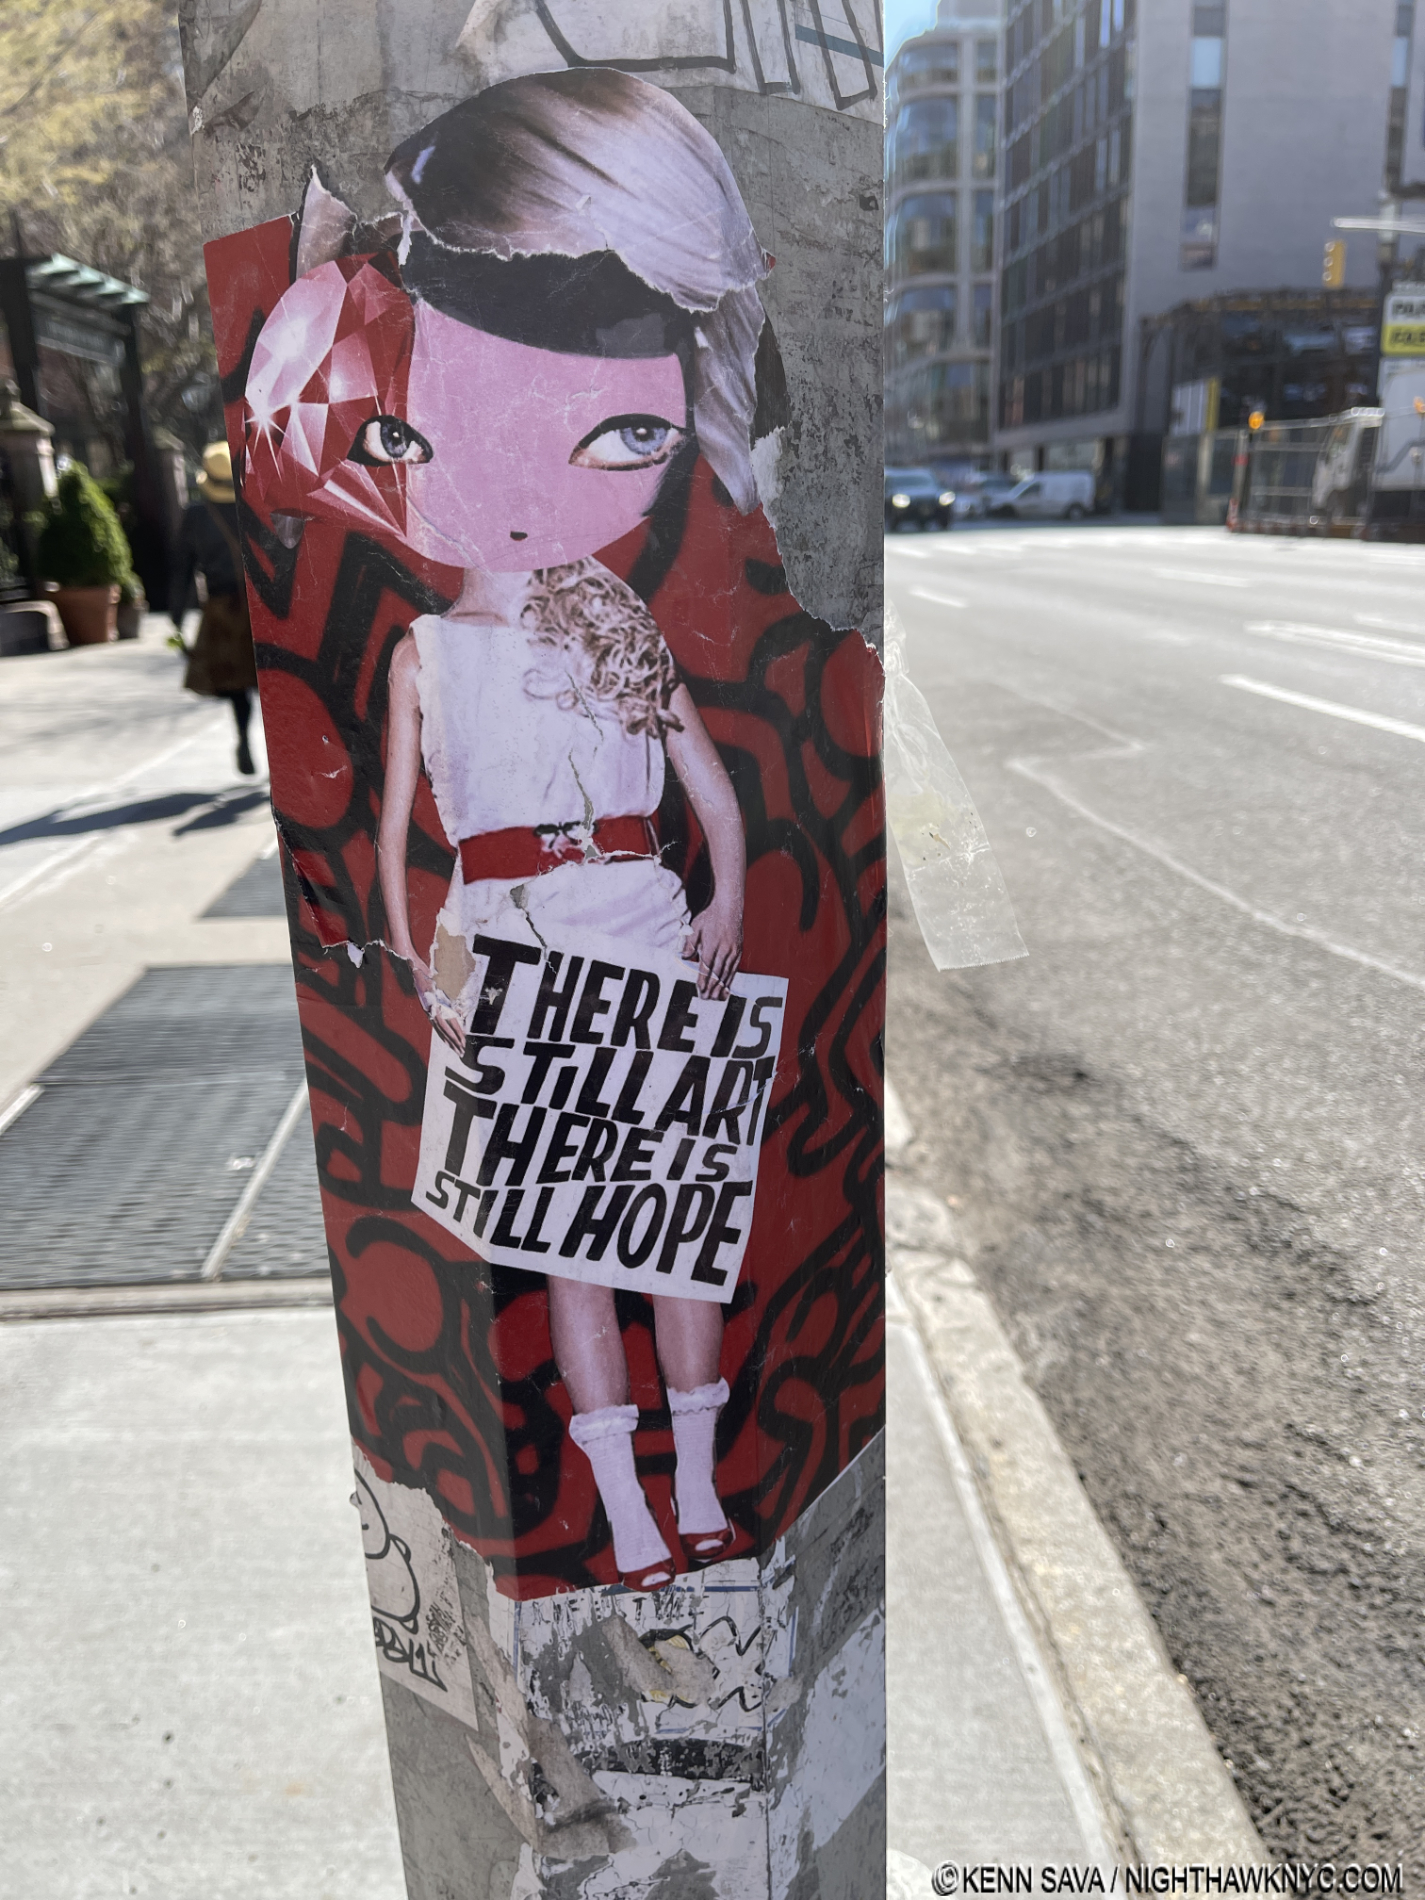 THERE IS
STILL ART
THERE IS
STILL HOPE
©KENN SAVA / NIGHTHAWKNYC.COM